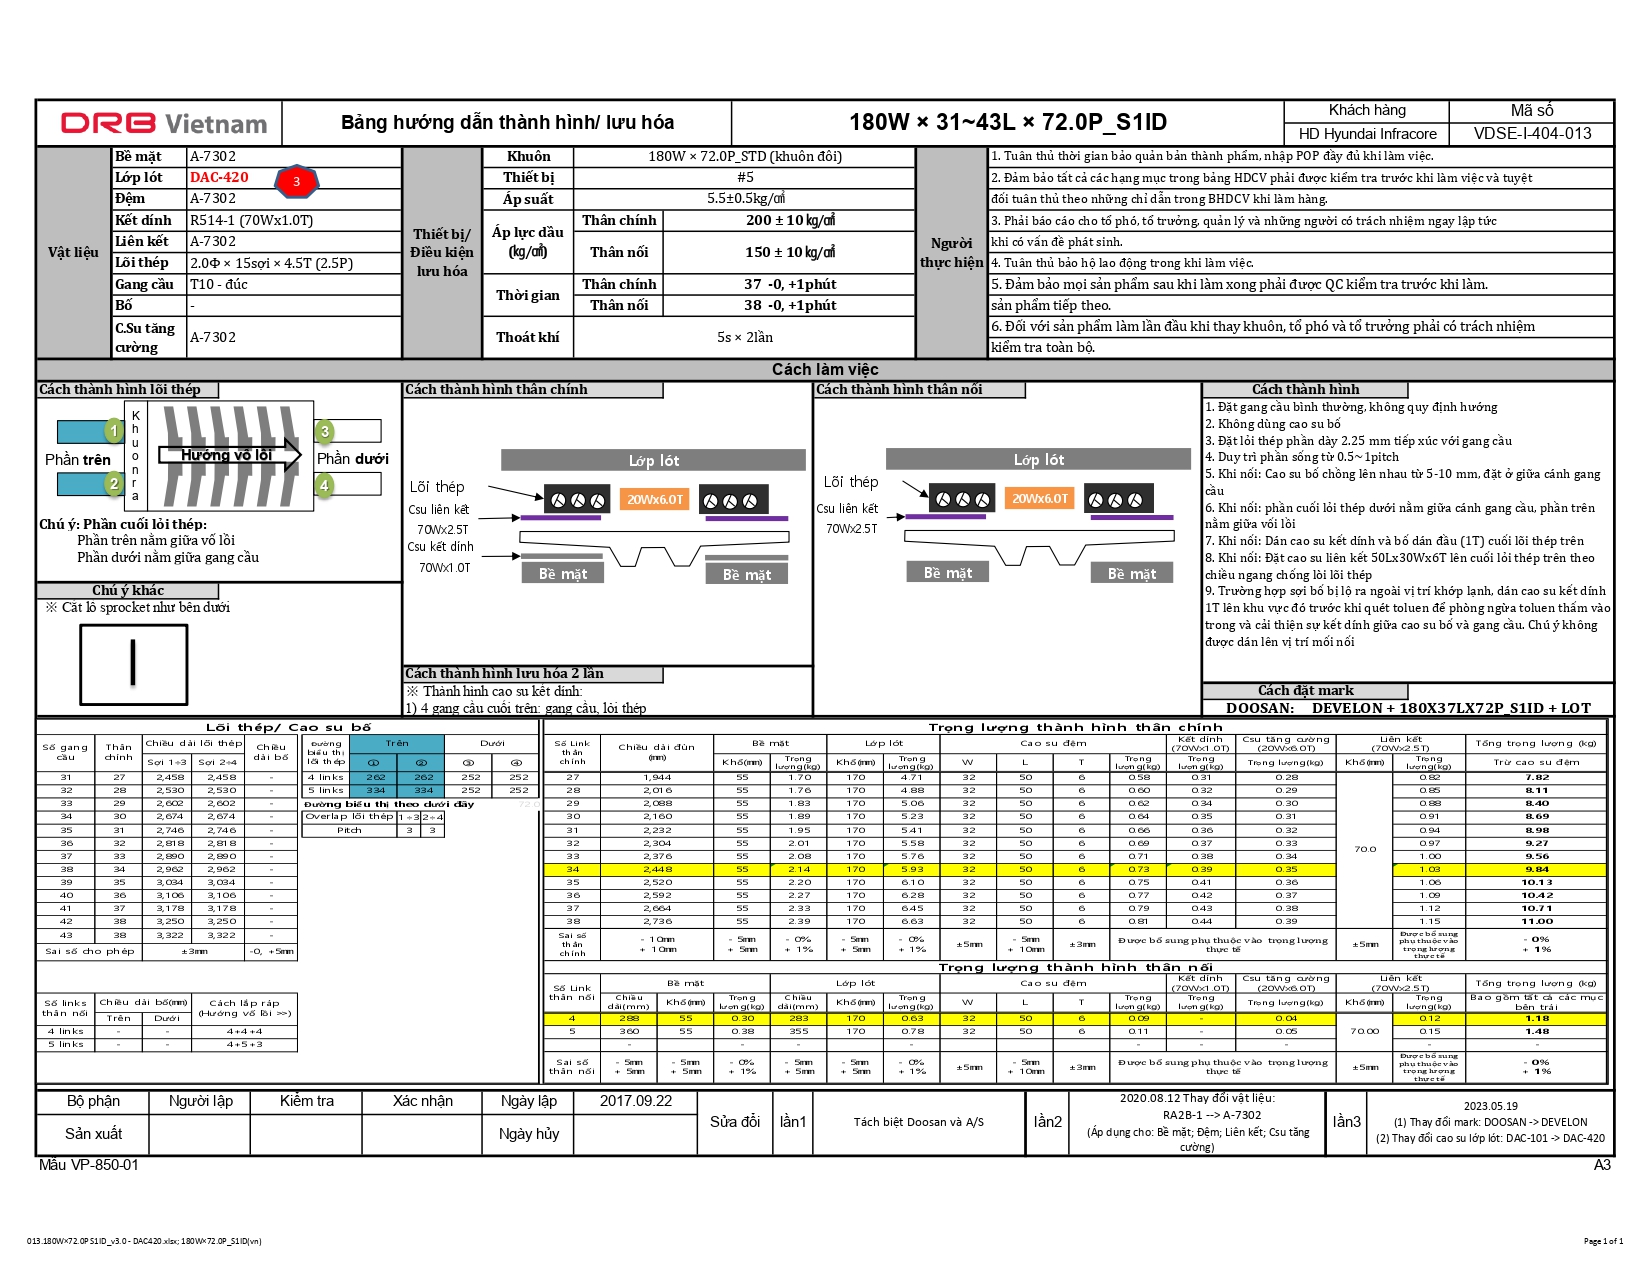 DRB Vietnam
Bảng hướng dẫn thành hình/ lưu hóa
180W × 31~43L × 72.0P_S1ID
Khách hàng
Mã số
HD Hyundai Infracore
VDSE-I-404-013
Vật liệu
Bề mặt A-7302
Lớp lót DAC-420
3
Đệm A-7302
Kết dính R514-1 (70Wx1.0T)
Liên kết A-7302
Lõi thép 2.0Φ × 15sợi × 4.5T (2.5P)
Gang cầu T10 - đúc
Bố -
C.Su tăng cường A-7302
Thiết bị/ Điều kiện lưu hóa
Khuôn 180W × 72.0P_STD (khuôn đôi)
Thiết bị #5
Áp suất 5.5±0.5kg/㎠
Áp lực dầu (kg/㎠)
Thân chính 200 ± 10 kg/㎠
Thân nối 150 ± 10 kg/㎠
Thời gian
Thân chính 37 -0, +1phút
Thân nối 38 -0, +1phút
Thoát khí 5s × 2lần
Người thực hiện
1. Tuân thủ thời gian bảo quản bản thành phẩm, nhập POP đầy đủ khi làm việc.
2. Đảm bảo tất cả các hạng mục trong bảng HDCV phải được kiểm tra trước khi làm việc và tuyệt
đối tuân thủ theo những chỉ dẫn trong BHDCV khi làm hàng.
3. Phải báo cáo cho tổ phó, tổ trưởng, quản lý và những người có trách nhiệm ngay lập tức
khi có vấn đề phát sinh.
4. Tuân thủ bảo hộ lao động trong khi làm việc.
5. Đảm bảo mọi sản phẩm sau khi làm xong phải được QC kiểm tra trước khi làm.
sản phẩm tiếp theo.
6. Đối với sản phẩm làm lần đầu khi thay khuôn, tổ phó và tổ trưởng phải có trách nhiệm
kiểm tra toàn bộ.
Cách làm việc
Cách thành hình lõi thép
Khuon ra
1
2
3
4
Hướng vô lõi
Phần trên
Phần dưới
Chú ý: Phần cuối lỏi thép:
Phần trên nằm giữa vố lõi
Phần dưới nằm giữa gang cầu
Chú ý khác
※ Cắt lô sprocket như bên dưới
Cách thành hình thân chính
Lớp lót
Lõi thép
20Wx6.0T
Csu liên kết
70Wx2.5T
Csu kết dính
70Wx1.0T
Bề mặt
Bề mặt
Cách thành hình lưu hóa 2 lần
※ Thành hình cao su kết dính:
1) 4 gang cầu cuối trên: gang cầu, lỏi thép
Cách thành hình thân nối
Lớp lót
Lõi thép
20Wx6.0T
Csu liên kết
70Wx2.5T
Bề mặt
Bề mặt
Cách thành hình
1. Đặt gang cầu bình thường, không quy định hướng
2. Không dùng cao su bố
3. Đặt lỏi thép phần dày 2.25 mm tiếp xúc với gang cầu
4. Duy trì phần sống từ 0.5~1pitch
5. Khi nối: Cao su bố chồng lên nhau từ 5-10 mm, đặt ở giữa cánh gang
cầu
6. Khi nối: phần cuối lỏi thép dưới nằm giữa cánh gang cầu, phần trên
nằm giữa vối lồi
7. Khi nối: Dán cao su kết dính và bố dán đầu (1T) cuối lõi thép trên
8. Khi nối: Đặt cao su liên kết 50Lx30Wx6T lên cuối lỏi thép trên theo
chiều ngang chống lòi lõi thép
9. Trường hợp sợi bố bị lộ ra ngoài vị trí khớp lạnh, dán cao su kết dính
1T lên khu vực đó trước khi quét toluen để phòng ngừa toluen thấm vào
trong và cải thiện sự kết dính giữa cao su bố và gang cầu. Chú ý không
được dán lên vị trí mối nối
Cách đặt mark
DOOSAN: DEVELON + 180X37LX72P_S1ID + LOT
Lõi thép/ Cao su bố
Số gang cầu | Thân chính | Chiều dài lõi thép | Chiều dài bố
Sợi 1÷3 | Sợi 2÷4
31 27 2,458 2,458 -
32 28 2,530 2,530 -
33 29 2,602 2,602 -
34 30 2,674 2,674 -
35 31 2,746 2,746 -
36 32 2,818 2,818 -
37 33 2,890 2,890 -
38 34 2,962 2,962 -
39 35 3,034 3,034 -
40 36 3,106 3,106 -
41 37 3,178 3,178 -
42 38 3,250 3,250 -
43 38 3,322 3,322 -
Sai số cho phép ±3mm -0, +5mm
Đường biểu thị lõi thép | Trên | Dưới
① ② ③ ④
4 links 262 262 252 252
5 links 334 334 252 252
Đường biểu thị theo dưới đây 72.0
Overlap lõi thép 1÷3 2÷4
Pitch 3 3
Số links thân nối | Chiều dài bố(mm) | Cách lắp ráp (Hướng vố lõi >>)
Trên | Dưới
4 links - - 4+4+4
5 links - - 4+5+3
Trọng lượng thành hình thân chính
Số Link thân chính | Chiều dài đùn (mm) | Bề mặt | Lớp lót | Cao su đệm | Kết dính (70Wx1.0T) | Csu tăng cường (20Wx6.0T) | Liên kết (70Wx2.5T) | Tổng trọng lượng (kg)
Khổ(mm) | Trọng lượng(kg) | Khổ(mm) | Trọng lượng(kg) | W | L | T | Trọng lượng(kg) | Trọng lượng(kg) | Trọng lượng(kg) | Khổ(mm) | Trọng lượng(kg) | Trừ cao su đệm
27 1,944 55 1.70 170 4.71 32 50 6 0.58 0.31 0.28 0.82 7.82
28 2,016 55 1.76 170 4.88 32 50 6 0.60 0.32 0.29 0.85 8.11
29 2,088 55 1.83 170 5.06 32 50 6 0.62 0.34 0.30 0.88 8.40
30 2,160 55 1.89 170 5.23 32 50 6 0.64 0.35 0.31 0.91 8.69
31 2,232 55 1.95 170 5.41 32 50 6 0.66 0.36 0.32 0.94 8.98
32 2,304 55 2.01 170 5.58 32 50 6 0.69 0.37 0.33 0.97 9.27
70.0
33 2,376 55 2.08 170 5.76 32 50 6 0.71 0.38 0.34 1.00 9.56
34 2,448 55 2.14 170 5.93 32 50 6 0.73 0.39 0.35 1.03 9.84
35 2,520 55 2.20 170 6.10 32 50 6 0.75 0.41 0.36 1.06 10.13
36 2,592 55 2.27 170 6.28 32 50 6 0.77 0.42 0.37 1.09 10.42
37 2,664 55 2.33 170 6.45 32 50 6 0.79 0.43 0.38 1.12 10.71
38 2,736 55 2.39 170 6.63 32 50 6 0.81 0.44 0.39 1.15 11.00
Sai số thân chính | - 10mm + 10mm | - 5mm + 5mm | - 0% + 1% | - 5mm + 5mm | - 0% + 1% | ±5mm | - 5mm + 10mm | ±3mm | Được bổ sung phụ thuộc vào trọng lượng thực tế | ±5mm | Được bổ sung phụ thuộc vào trọng lượng thực tế | - 0% + 1%
Trọng lượng thành hình thân nối
Số Link thân nối | Bề mặt | Lớp lót | Cao su đệm | Kết dính (70Wx1.0T) | Csu tăng cường (20Wx6.0T) | Liên kết (70Wx2.5T) | Tổng trọng lượng (kg)
Chiều dài(mm) | Khổ(mm) | Trọng lượng(kg) | Chiều dài(mm) | Khổ(mm) | Trọng lượng(kg) | W | L | T | Trọng lượng(kg) | Trọng lượng(kg) | Trọng lượng(kg) | Khổ(mm) | Trọng lượng(kg) | Bao gồm tất cả các mục bên trái
4 288 55 0.30 283 170 0.63 32 50 6 0.09 - 0.04 0.12 1.18
5 360 55 0.38 355 170 0.78 32 50 6 0.11 - 0.05 70.00 0.15 1.48
- - - - - - - - -
Sai số thân nối | - 5mm + 5mm | - 5mm + 5mm | - 0% + 1% | - 5mm + 5mm | - 5mm + 5mm | - 0% + 1% | ±5mm | - 5mm + 10mm | ±3mm | Được bổ sung phụ thuộc vào trọng lượng thực tế | ±5mm | Được bổ sung phụ thuộc vào trọng lượng thực tế | - 0% + 1%
Bộ phận | Người lập | Kiểm tra | Xác nhận | Ngày lập | 2017.09.22
Sản xuất
Ngày hủy
Sửa đổi
lần1
Tách biệt Doosan và A/S
lần2
2020.08.12 Thay đổi vật liệu:
RA2B-1 --> A-7302
(Áp dụng cho: Bề mặt; Đệm; Liên kết; Csu tăng
cường)
lần3
2023.05.19
(1) Thay đổi mark: DOOSAN -> DEVELON
(2) Thay đổi cao su lớp lót: DAC-101 -> DAC-420
Mẫu VP-850-01
A3
013.180W×72.0PS1ID_v3.0 - DAC420.xlsx; 180W×72.0P_S1ID(vn)
Page 1 of 1